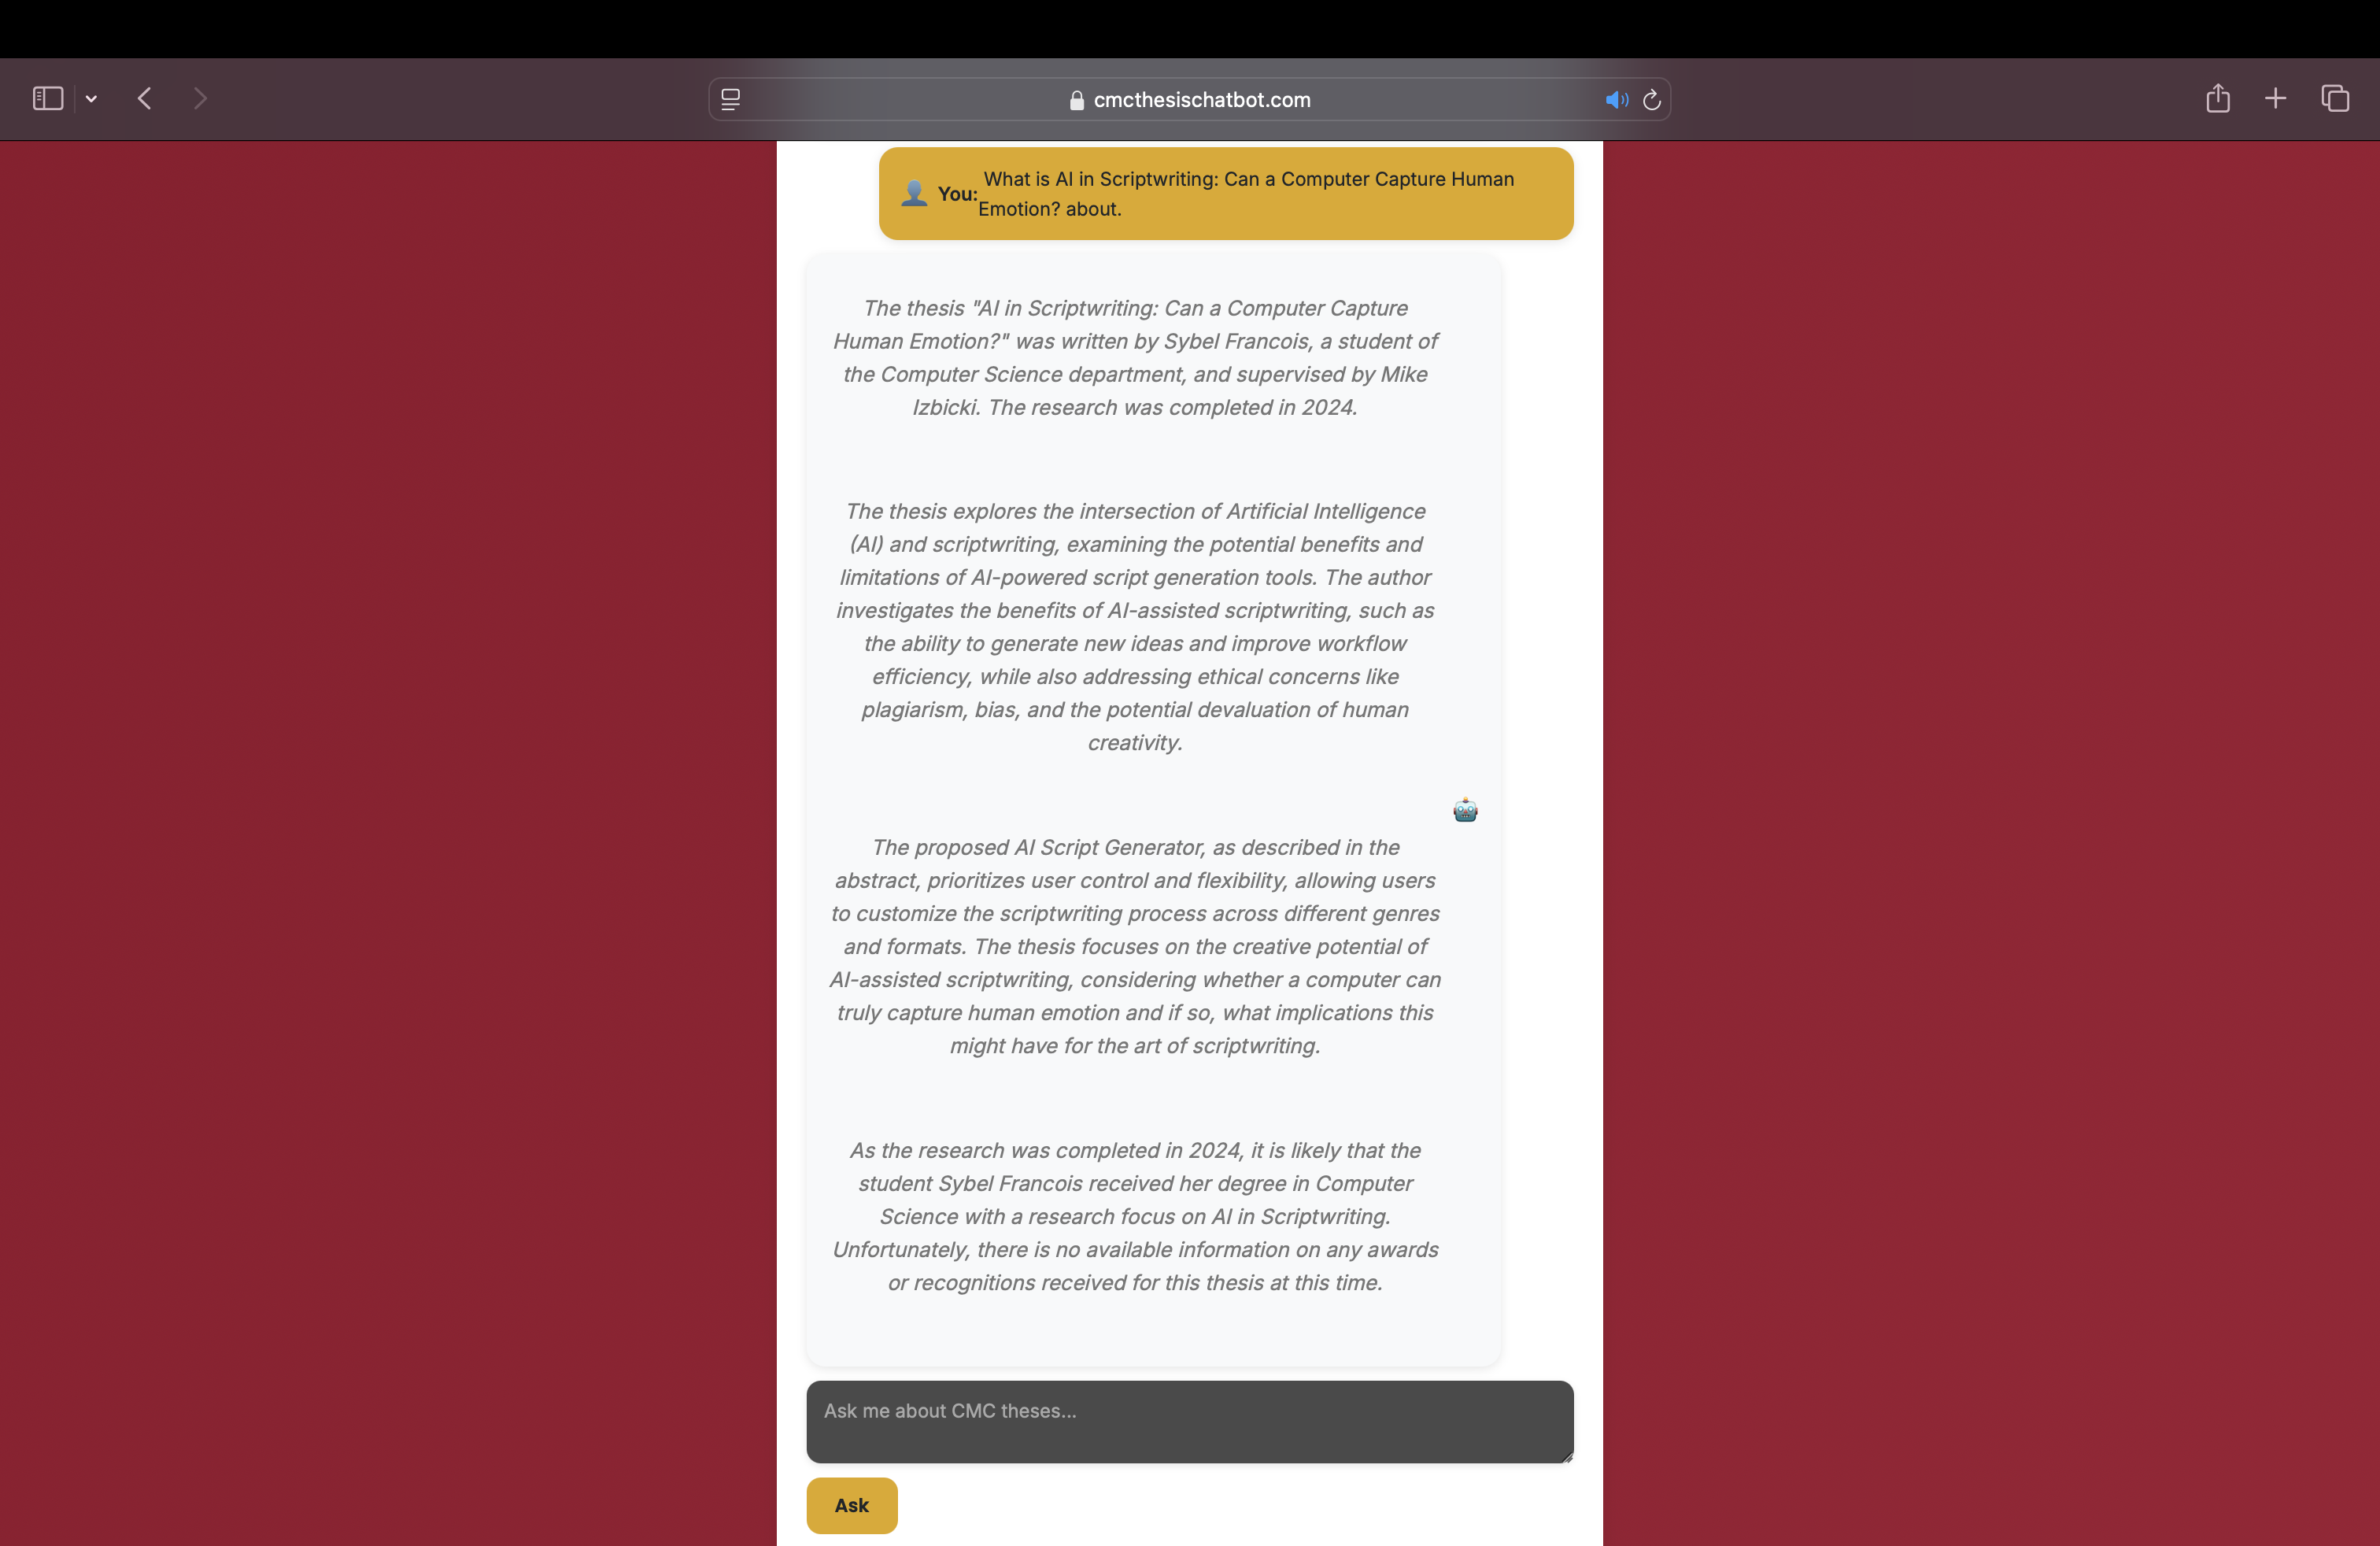 cmcthesischatbot.com
You: What is AI in Scriptwriting: Can a Computer Capture Human
Emotion? about.
The thesis "AI in Scriptwriting: Can a Computer Capture
Human Emotion?" was written by Sybel Francois, a student of
the Computer Science department, and supervised by Mike
Izbicki. The research was completed in 2024.
The thesis explores the intersection of Artificial Intelligence
(AI) and scriptwriting, examining the potential benefits and
limitations of AI-powered script generation tools. The author
investigates the benefits of AI-assisted scriptwriting, such as
the ability to generate new ideas and improve workflow
efficiency, while also addressing ethical concerns like
plagiarism, bias, and the potential devaluation of human
creativity.
The proposed AI Script Generator, as described in the
abstract, prioritizes user control and flexibility, allowing users
to customize the scriptwriting process across different genres
and formats. The thesis focuses on the creative potential of
AI-assisted scriptwriting, considering whether a computer can
truly capture human emotion and if so, what implications this
might have for the art of scriptwriting.
As the research was completed in 2024, it is likely that the
student Sybel Francois received her degree in Computer
Science with a research focus on AI in Scriptwriting.
Unfortunately, there is no available information on any awards
or recognitions received for this thesis at this time.
Ask me about CMC theses...
Ask